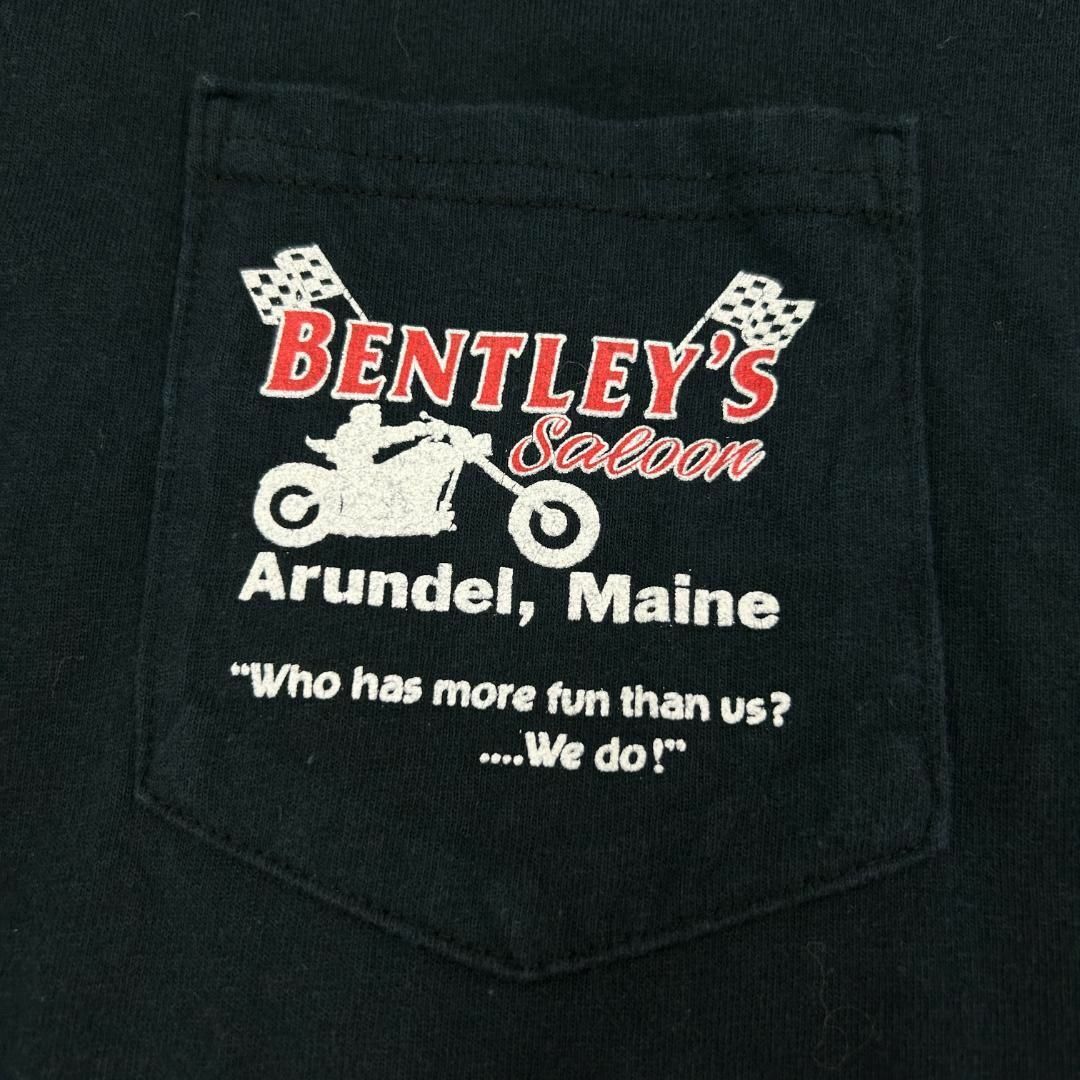 BENTLEY'S
Saloon
Arundel, Maine
"Who has more fun than us?
....We do!"